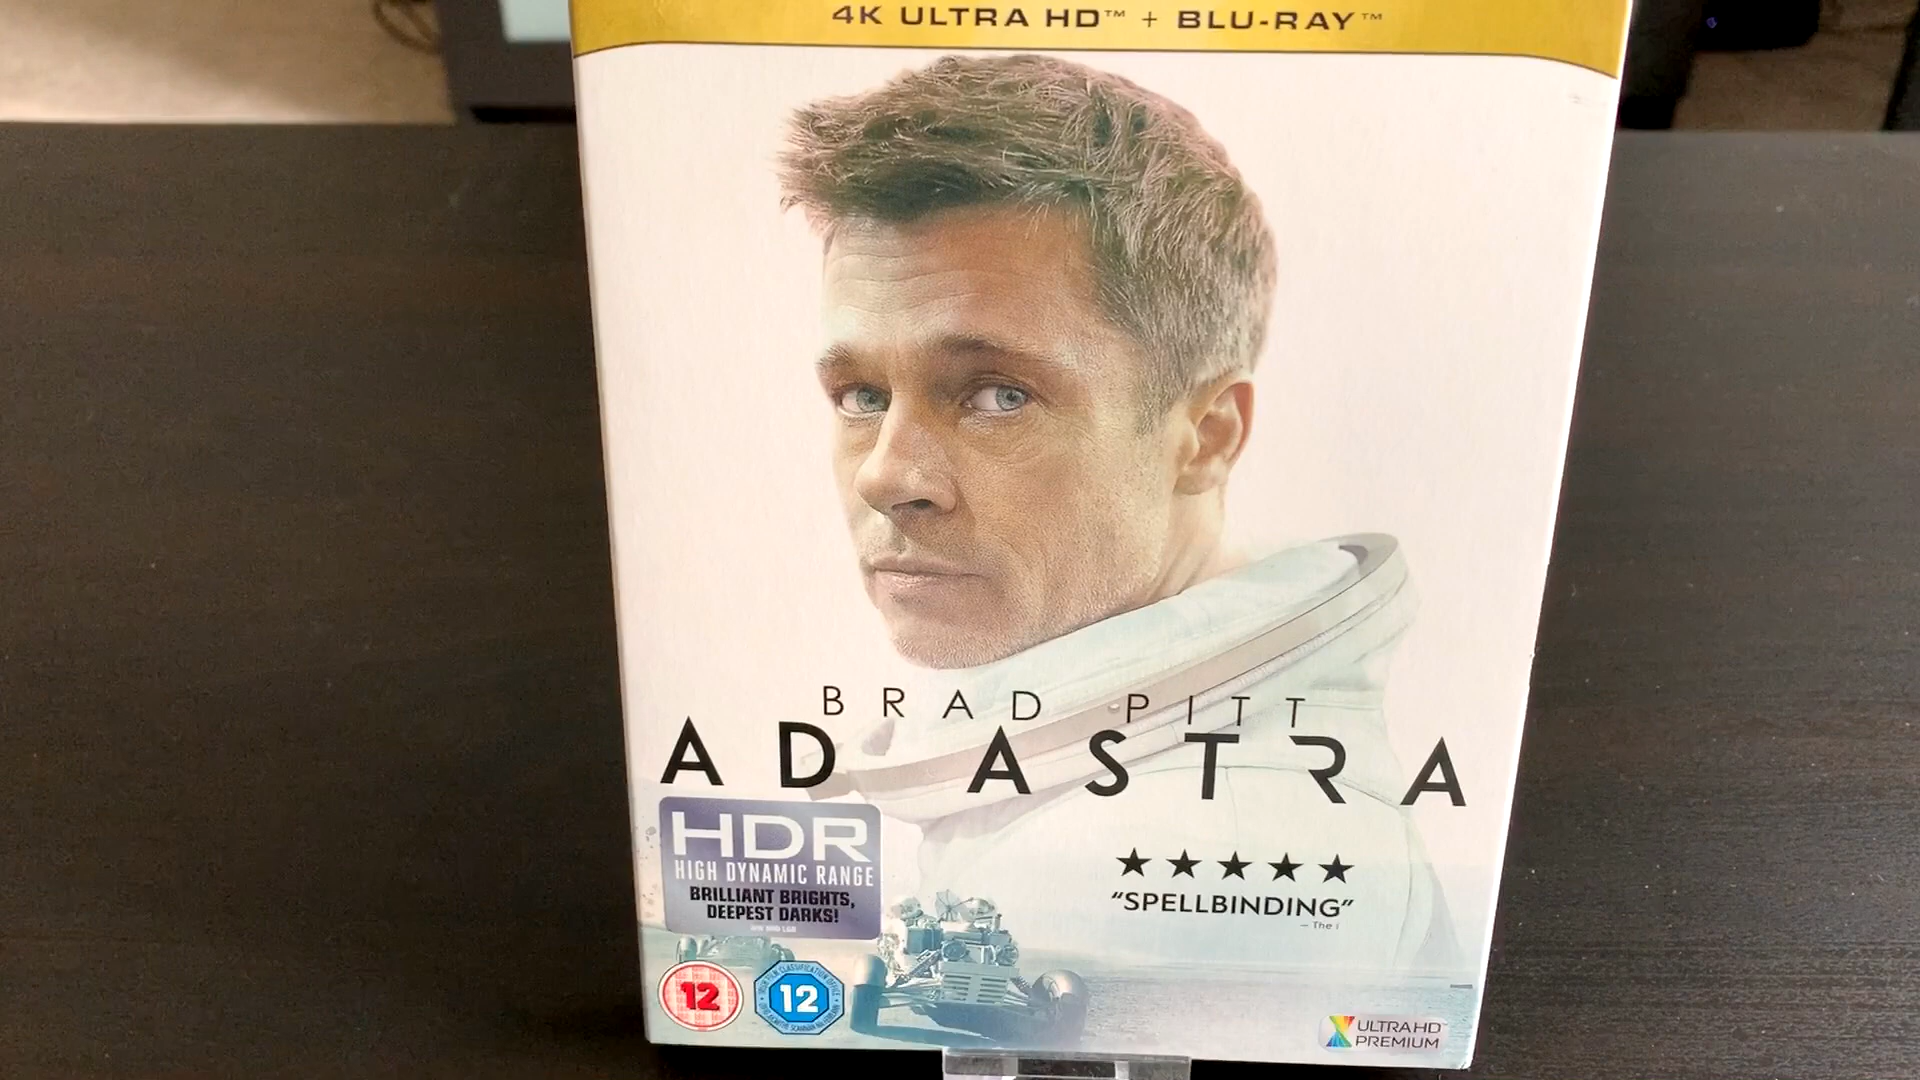 4K ULTRA HD™ + BLU-RAY™
BRAD PITT
AD ASTRA
HDR
HIGH DYNAMIC RANGE
BRILLIANT BRIGHTS,
DEEPEST DARKS!
★★★★★
“SPELLBINDING”
– The i
12
12
ULTRA HD™
PREMIUM